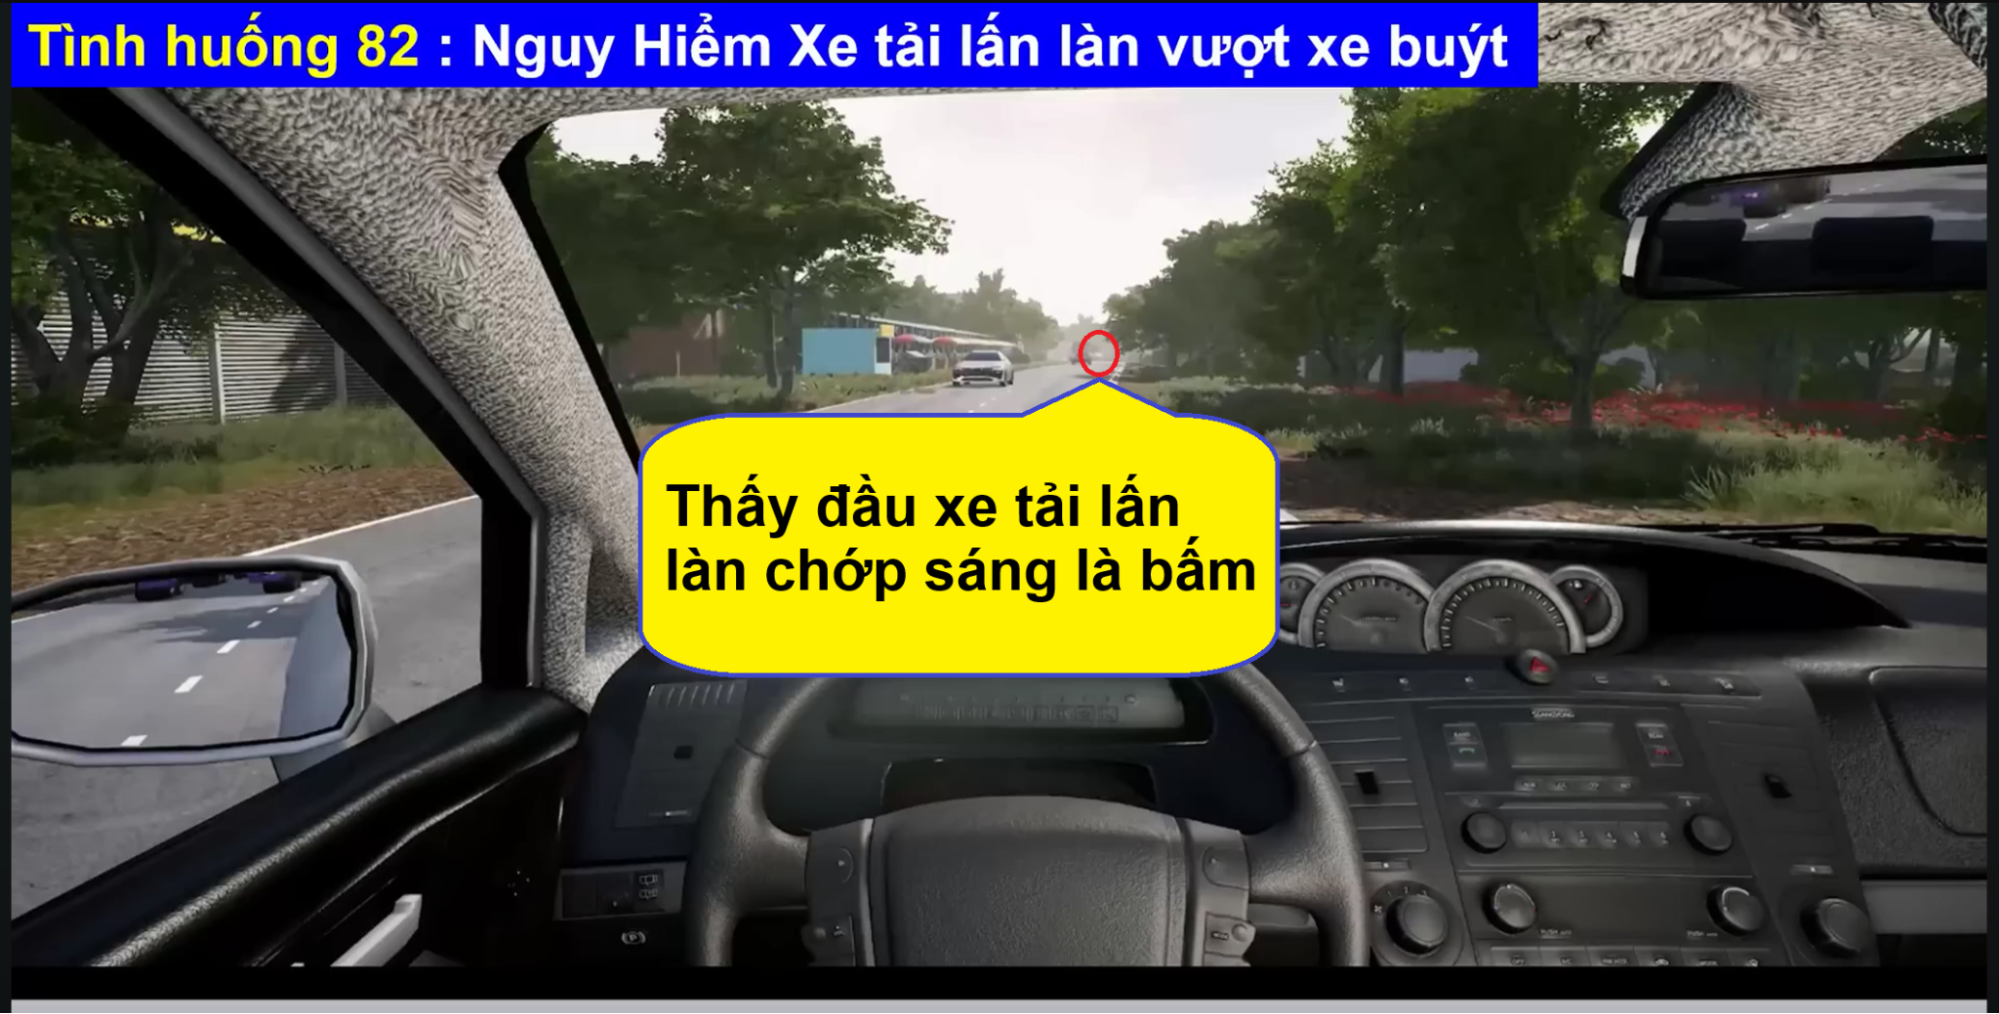 Tình huống 82 : Nguy Hiểm Xe tải lấn làn vượt xe buýt
Thấy đầu xe tải lấn
làn chớp sáng là bấm